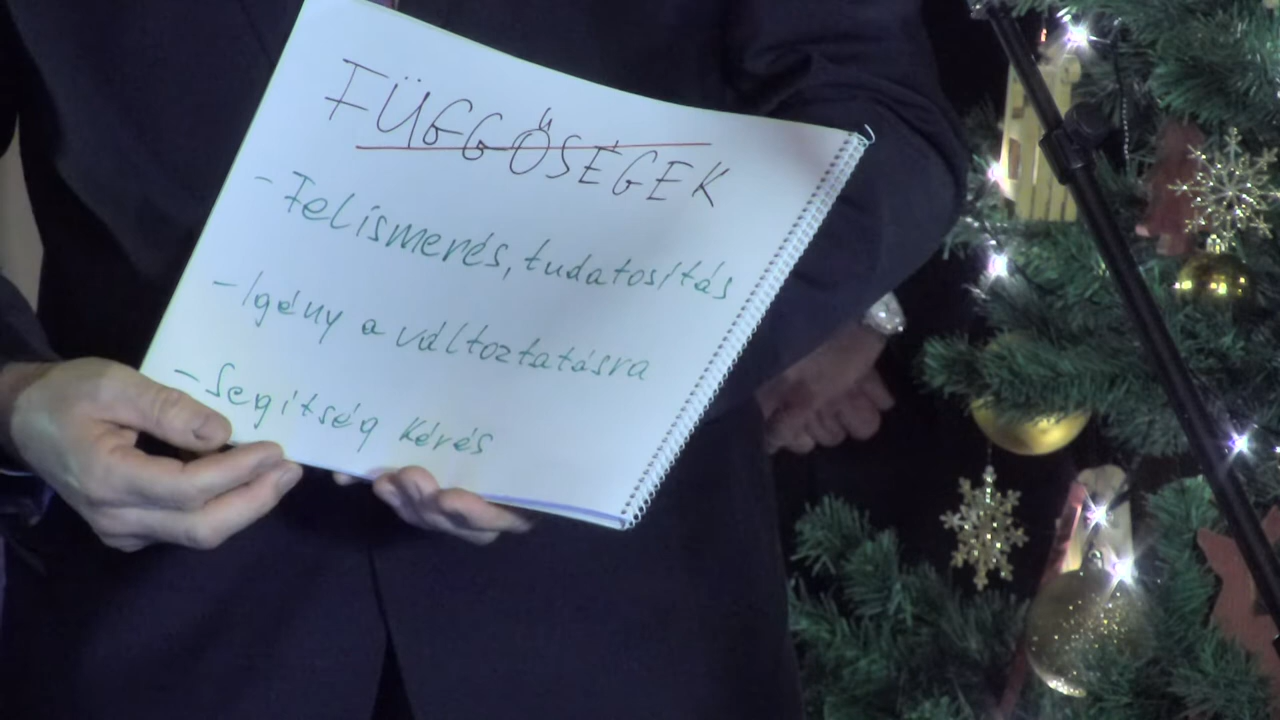 FÜGGŐSÉGEK
- Felismerés, tudatosítás
- Igény a változtatásra
- Segítség kérés